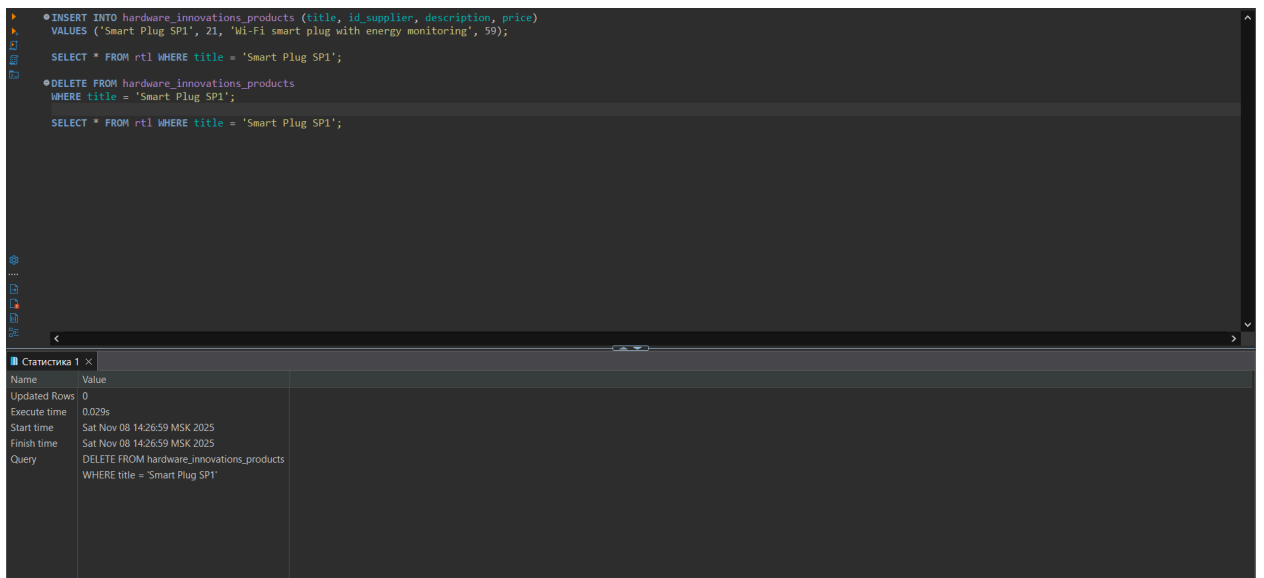 INSERT INTO hardware_innovations_products (title, id_supplier, description, price)
VALUES ('Smart Plug SP1', 21, 'Wi-Fi smart plug with energy monitoring', 59);
SELECT * FROM rtl WHERE title = 'Smart Plug SP1';
DELETE FROM hardware_innovations_products
WHERE title = 'Smart Plug SP1';
SELECT * FROM rtl WHERE title = 'Smart Plug SP1';
Статистика 1
Name Value
Updated Rows 0
Execute time 0.029s
Start time Sat Nov 08 14:26:59 MSK 2025
Finish time Sat Nov 08 14:26:59 MSK 2025
Query DELETE FROM hardware_innovations_products
WHERE title = 'Smart Plug SP1'